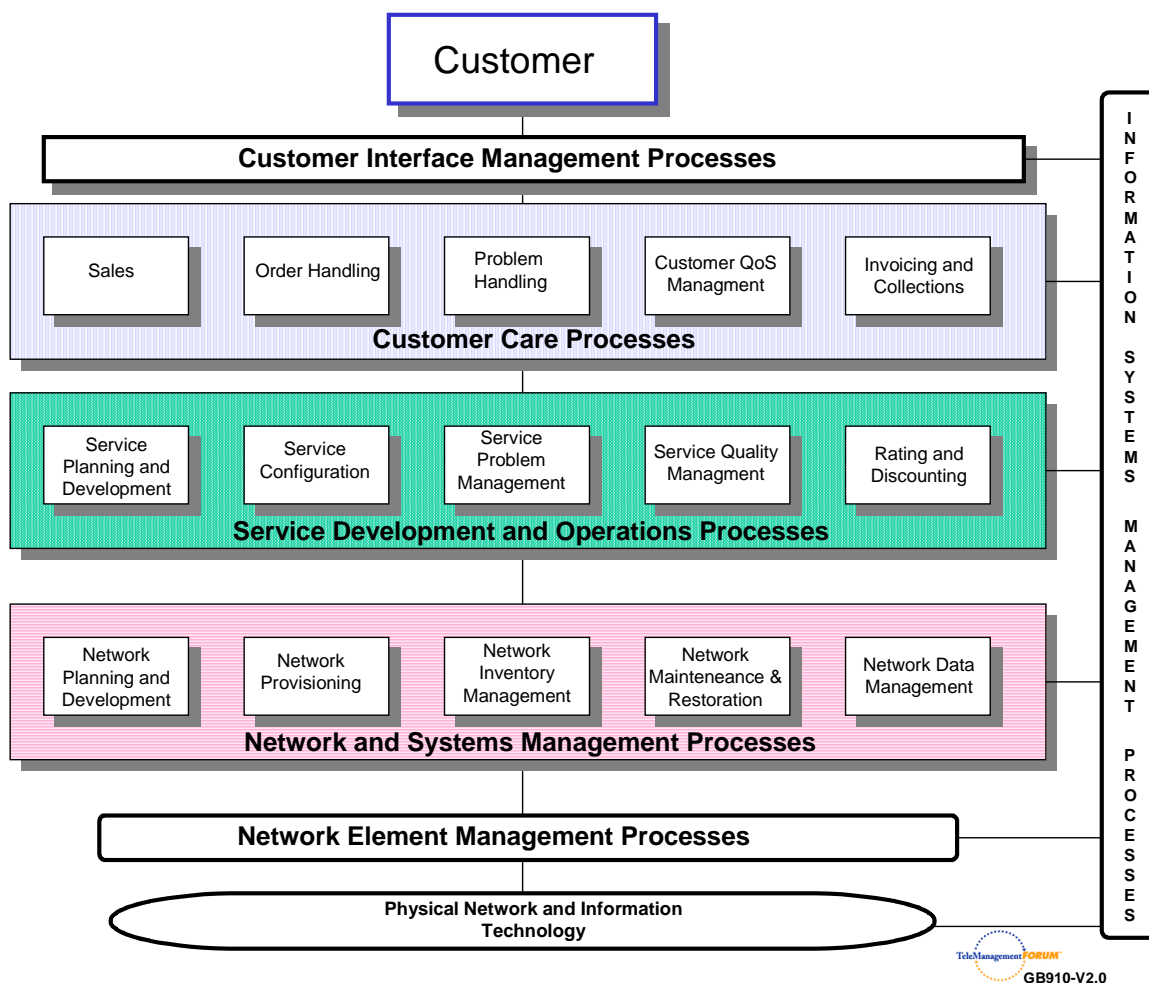 Customer
Customer Interface Management Processes
Sales
Order Handling
Problem
Handling
Customer QoS
Managment
Invoicing and
Collections
Customer Care Processes
Service
Planning and
Development
Service
Configuration
Service
Problem
Management
Service Quality
Managment
Rating and
Discounting
Service Development and Operations Processes
Network
Planning and
Development
Network
Provisioning
Network
Inventory
Management
Network
Mainteneance &
Restoration
Network Data
Management
Network and Systems Management Processes
Network Element Management Processes
Physical Network and Information
Technology
INFORMATION SYSTEMS MANAGEMENT PROCESSES
TeleManagement FORUM™
GB910-V2.0